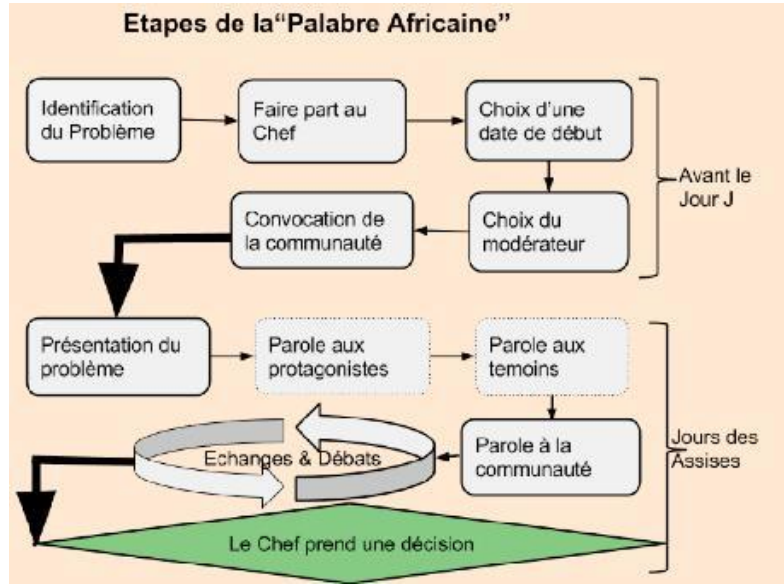 Etapes de la“Palabre Africaine”
Identification
du Problème
Faire part au
Chef
Choix d’une
date de début
Avant le
Jour J
Convocation de
la communauté
Choix du
modérateur
Présentation du
problème
Parole aux
protagonistes
Parole aux
temoins
Jours des
Assises
Echanges & Débats
Parole à la
communauté
Le Chef prend une décision